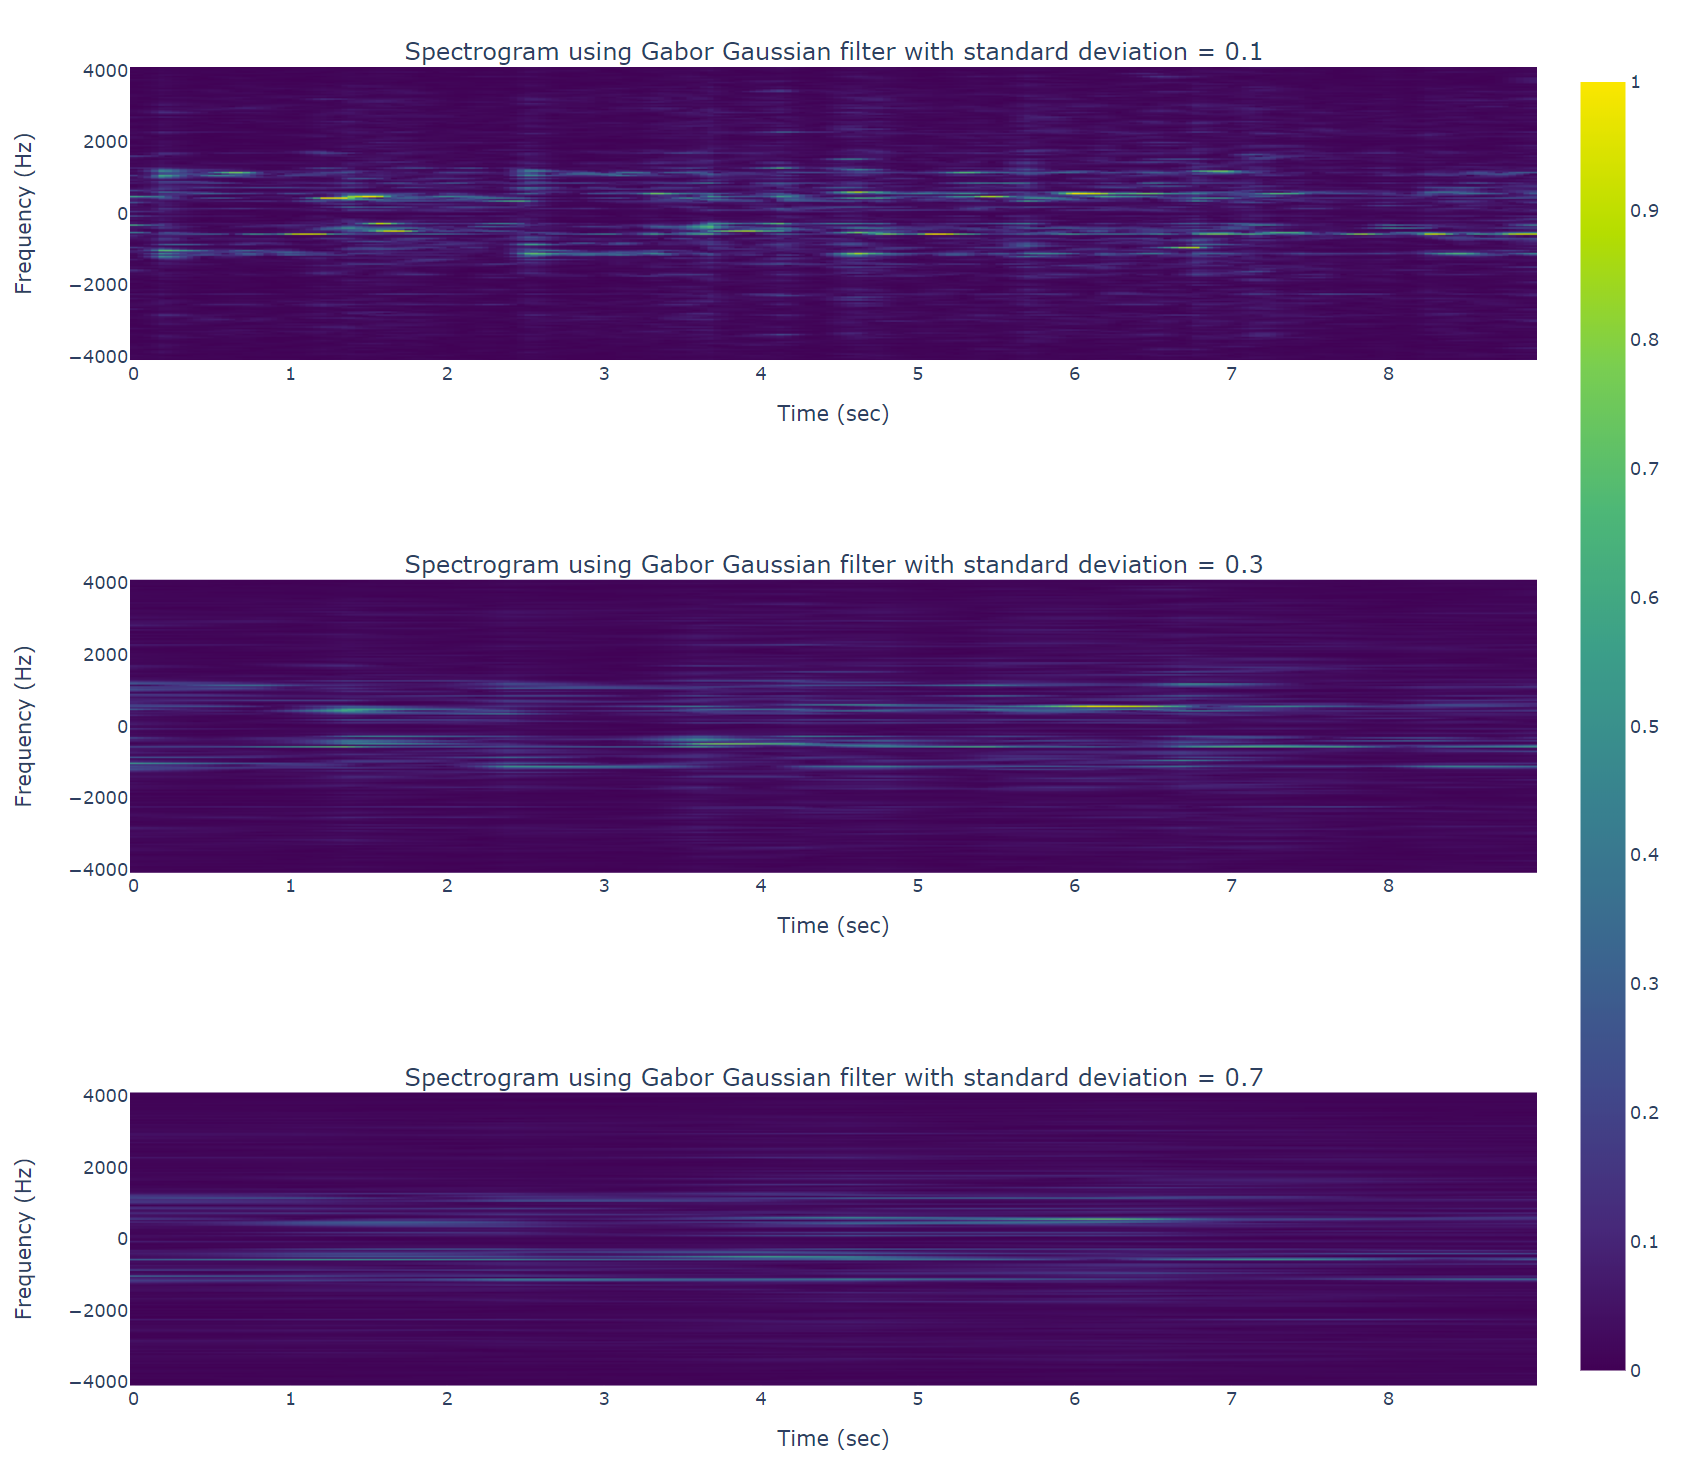 Spectrogram using Gabor Gaussian filter with standard deviation = 0.1
4000
2000
0
−2000
−4000
Frequency (Hz)
0 1 2 3 4 5 6 7 8
Time (sec)
Spectrogram using Gabor Gaussian filter with standard deviation = 0.3
4000
2000
0
−2000
−4000
Frequency (Hz)
0 1 2 3 4 5 6 7 8
Time (sec)
Spectrogram using Gabor Gaussian filter with standard deviation = 0.7
4000
2000
0
−2000
−4000
Frequency (Hz)
0 1 2 3 4 5 6 7 8
Time (sec)
1
0.9
0.8
0.7
0.6
0.5
0.4
0.3
0.2
0.1
0